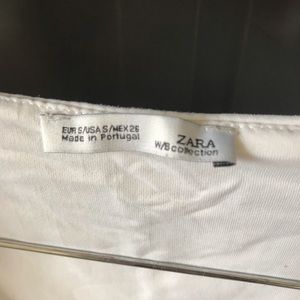 EUR S/USA S/MEX 26
Made in Portugal
ZARA
W/B collection